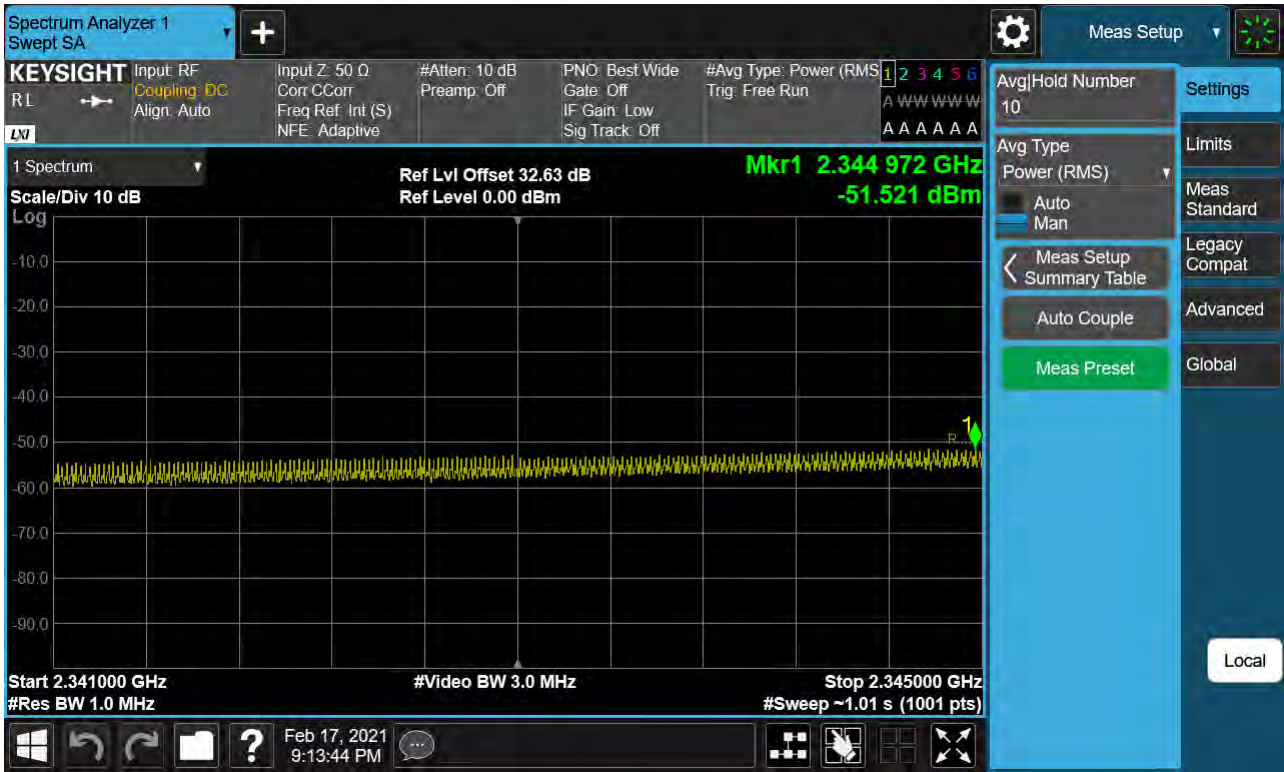 Spectrum Analyzer 1
Swept SA
+
Meas Setup
KEYSIGHT
RL
LXI
Input: RF
Coupling: DC
Align: Auto
Input Z: 50 Ω
Corr CCorr
Freq Ref: Int (S)
NFE: Adaptive
#Atten: 10 dB
Preamp: Off
PNO: Best Wide
Gate: Off
IF Gain: Low
Sig Track: Off
#Avg Type: Power (RMS
Trig: Free Run
1 2 3 4 5 6
A W W W W W
A A A A A A
1 Spectrum
Scale/Div 10 dB
Log
Ref Lvl Offset 32.63 dB
Ref Level 0.00 dBm
Mkr1 2.344 972 GHz
-51.521 dBm
-10.0
-20.0
-30.0
-40.0
-50.0
-60.0
-70.0
-80.0
-90.0
1
R...
Start 2.341000 GHz
#Res BW 1.0 MHz
#Video BW 3.0 MHz
Stop 2.345000 GHz
#Sweep ~1.01 s (1001 pts)
Avg|Hold Number
10
Avg Type
Power (RMS)
Auto
Man
Meas Setup
Summary Table
Auto Couple
Meas Preset
Settings
Limits
Meas
Standard
Legacy
Compat
Advanced
Global
Local
?
Feb 17, 2021
9:13:44 PM